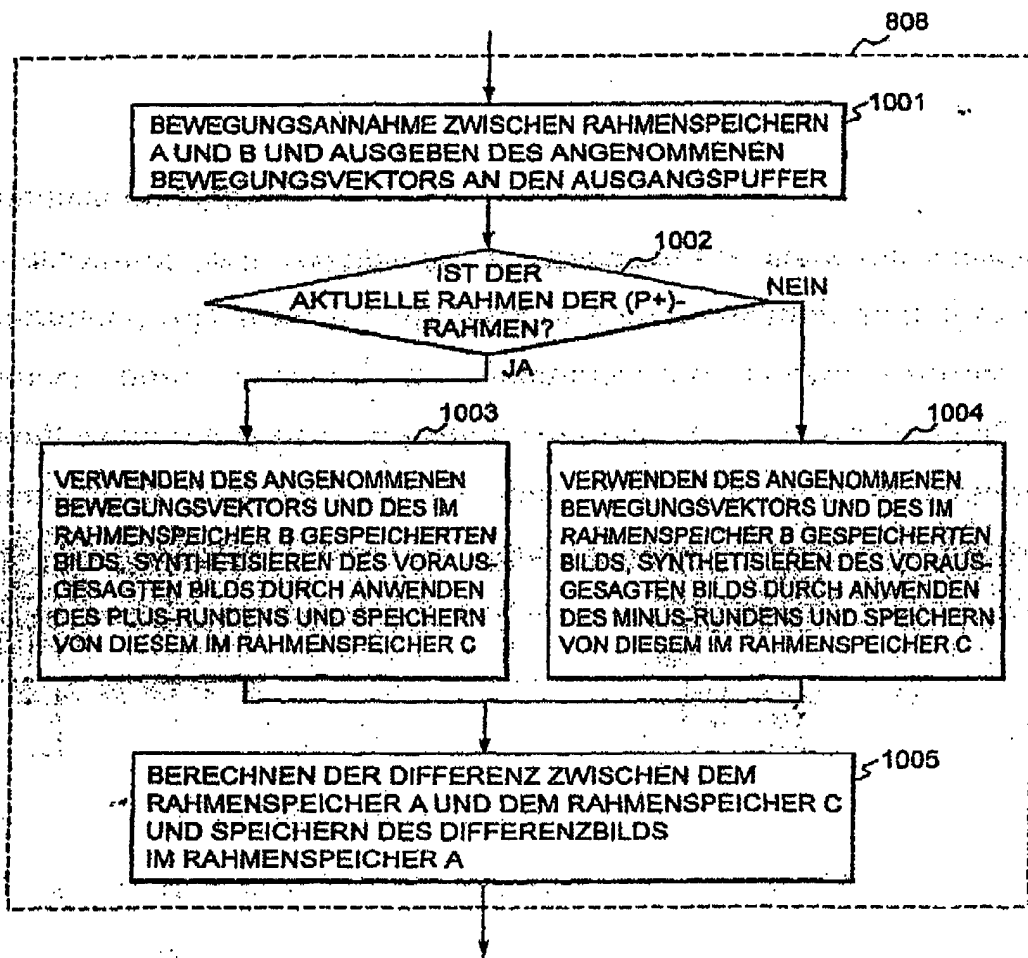 808
1001
BEWEGUNGSANNAHME ZWISCHEN RAHMENSPEICHERN
A UND B UND AUSGEBEN DES ANGENOMMENEN
BEWEGUNGSVEKTORS AN DEN AUSGANGSPUFFER
1002
IST DER
AKTUELLE RAHMEN DER (P+)-
RAHMEN?
NEIN
JA
1003
VERWENDEN DES ANGENOMMENEN
BEWEGUNGSVEKTORS UND DES IM
RAHMENSPEICHER B GESPEICHERTEN
BILDS, SYNTHETISIEREN DES VORAUS-
GESAGTEN BILDS DURCH ANWENDEN
DES PLUS-RUNDENS UND SPEICHERN
VON DIESEM IM RAHMENSPEICHER C
1004
VERWENDEN DES ANGENOMMENEN
BEWEGUNGSVEKTORS UND DES IM
RAHMENSPEICHER B GESPEICHERTEN
BILDS, SYNTHETISIEREN DES VORAUS-
GESAGTEN BILDS DURCH ANWENDEN
DES MINUS-RUNDENS UND SPEICHERN
VON DIESEM IM RAHMENSPEICHER C
1005
BERECHNEN DER DIFFERENZ ZWISCHEN DEM
RAHMENSPEICHER A UND DEM RAHMENSPEICHER C
UND SPEICHERN DES DIFFERENZBILDS
IM RAHMENSPEICHER A